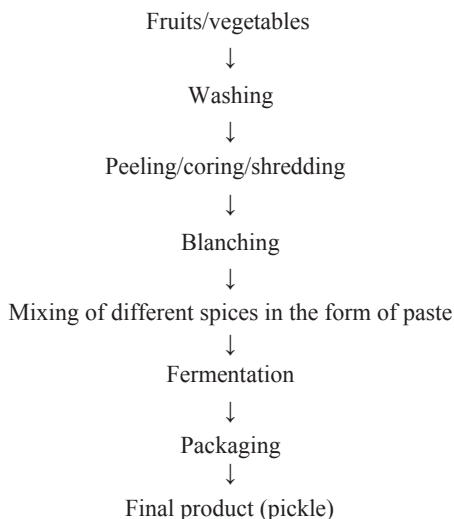 Fruits/vegetables
↓
Washing
↓
Peeling/coring/shredding
↓
Blanching
↓
Mixing of different spices in the form of paste
↓
Fermentation
↓
Packaging
↓
Final product (pickle)